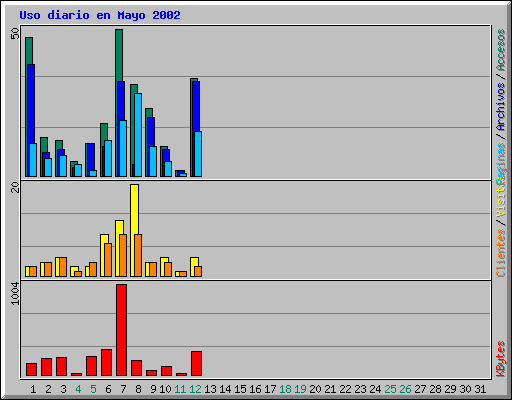 Uso diario en Mayo 2002
50
20
1004
Accesos
/
Archivos
/
Paginas
Visitas
/
Clientes
KBytes
1 2 3 4 5 6 7 8 9 10 11 12 13 14 15 16 17 18 19 20 21 22 23 24 25 26 27 28 29 30 31